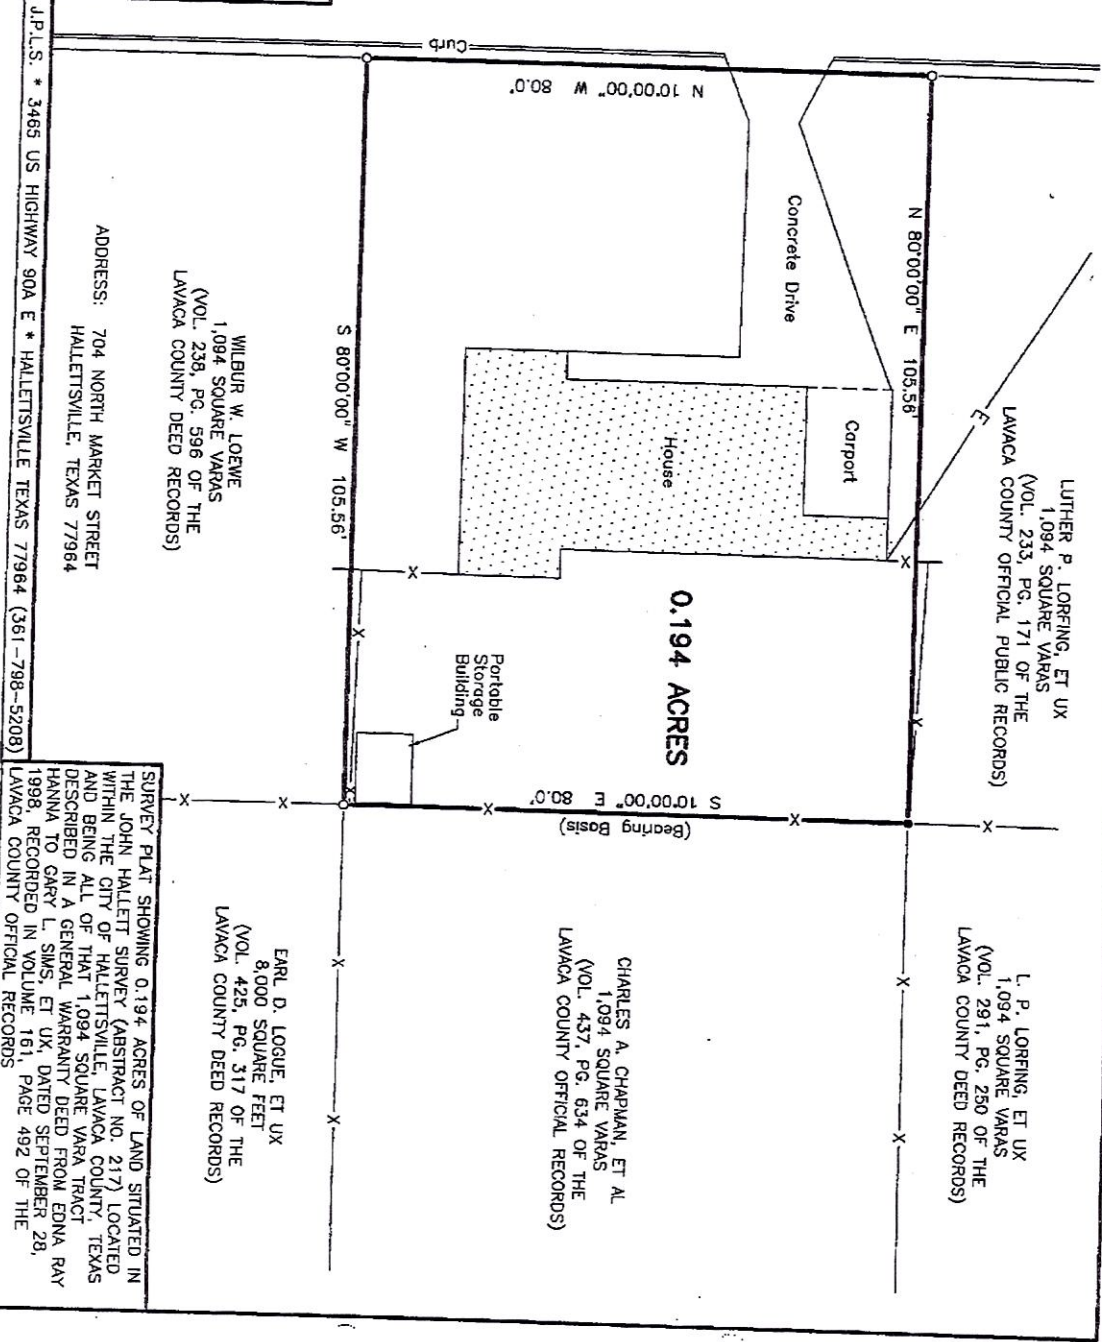 LUTHER P. LORFING, ET UX
1,094 SQUARE VARAS
(VOL. 233, PG. 171 OF THE
LAVACA COUNTY OFFICIAL PUBLIC RECORDS)
L. P. LORFING, ET UX
1,094 SQUARE VARAS
(VOL. 291, PG. 250 OF THE
LAVACA COUNTY DEED RECORDS)
E
N 80°00'00" E 105.56'
Curb
N 10°00'00" W 80.0'
Concrete Drive
Carport
House
0.194 ACRES
S 10°00'00" E 80.0'
(Bearing Basis)
CHARLES A. CHAPMAN, ET AL
1,094 SQUARE VARAS
(VOL. 437, PG. 634 OF THE
LAVACA COUNTY OFFICIAL RECORDS)
Portable
Storage
Building
S 80°00'00" W 105.56'
WILBUR W. LOEWE
1,094 SQUARE VARAS
(VOL. 238, PG. 596 OF THE
LAVACA COUNTY DEED RECORDS)
EARL D. LOGUE, ET UX
8,000 SQUARE FEET
(VOL. 425, PG. 317 OF THE
LAVACA COUNTY DEED RECORDS)
ADDRESS: 704 NORTH MARKET STREET
HALLETTSVILLE, TEXAS 77964
SURVEY PLAT SHOWING 0.194 ACRES OF LAND SITUATED IN
THE JOHN HALLETT SURVEY (ABSTRACT NO. 217) LOCATED
WITHIN THE CITY OF HALLETTSVILLE, LAVACA COUNTY, TEXAS
AND BEING ALL OF THAT 1,094 SQUARE VARA TRACT
DESCRIBED IN A GENERAL WARRANTY DEED FROM EDNA RAY
HANNA TO GARY L. SIMS, ET UX, DATED SEPTEMBER 28,
1998, RECORDED IN VOLUME 161, PAGE 492 OF THE
LAVACA COUNTY OFFICIAL RECORDS
J.P.L.S. * 3465 US HIGHWAY 90A E * HALLETTSVILLE TEXAS 77964 (361-798-5208)